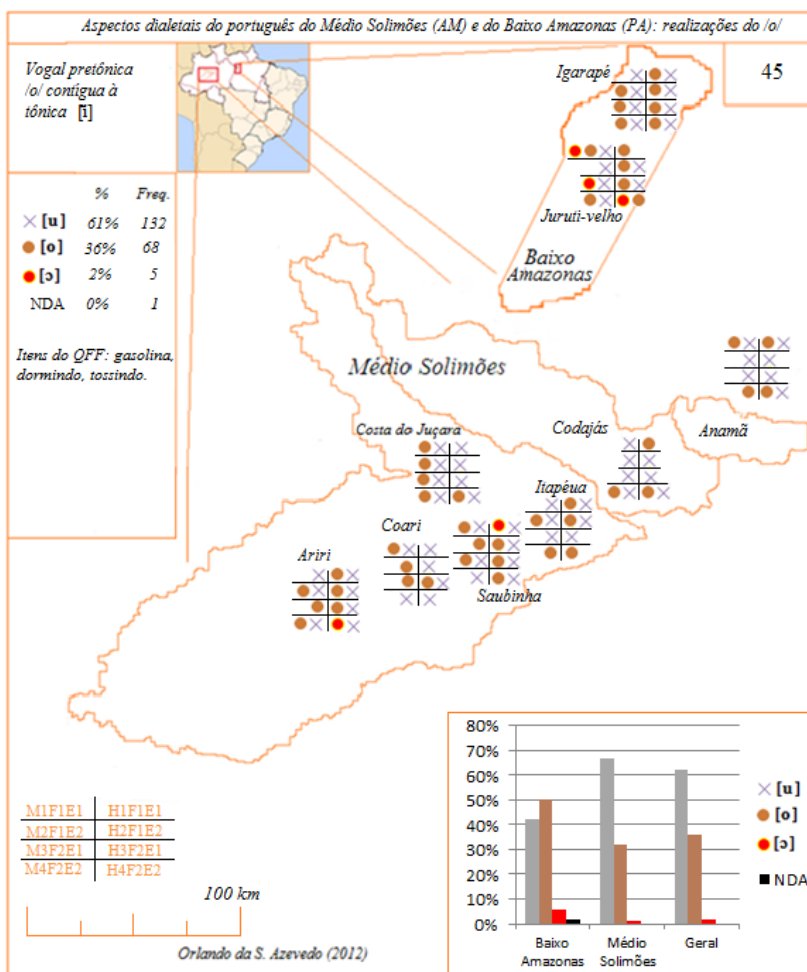 Aspectos dialetais do português do Médio Solimões (AM) e do Baixo Amazonas (PA): realizações do /o/
Vogal pretônica
/o/ contígua à
tônica [ĩ]
45
% Freq.
[u] 61% 132
[o] 36% 68
[ɔ] 2% 5
NDA 0% 1
Itens do QFF: gasolina,
dormindo, tossindo.
Igarapé
Juruti-velho
Baixo
Amazonas
Médio Solimões
Costa do Juçara
Codajás
Anamã
Itapéua
Coari
Saubinha
Ariri
M1F1E1 H1F1E1
M2F1E2 H2F1E2
M3F2E1 H3F2E1
M4F2E2 H4F2E2
100 km
Orlando da S. Azevedo (2012)
80%
70%
60%
50%
40%
30%
20%
10%
0%
Baixo
Amazonas
Médio
Solimões
Geral
[u]
[o]
[ɔ]
NDA